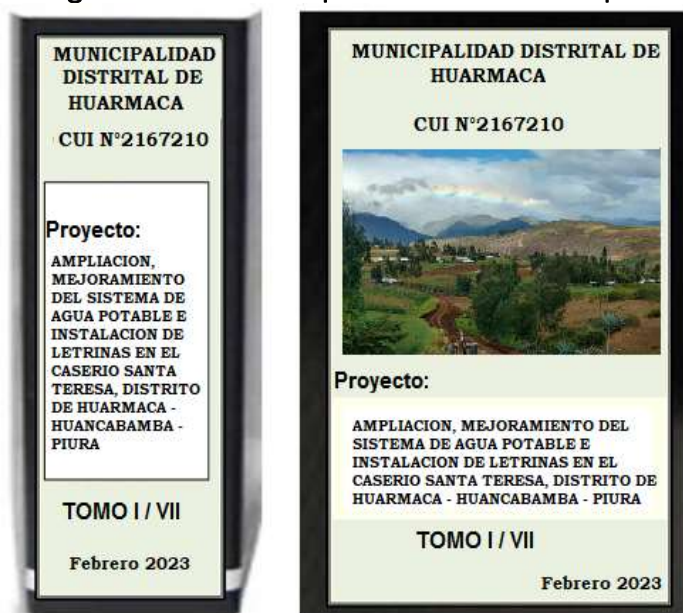 MUNICIPALIDAD
DISTRITAL DE
HUARMACA
CUI N°2167210
Proyecto:
AMPLIACION,
MEJORAMIENTO
DEL SISTEMA DE
AGUA POTABLE E
INSTALACION DE
LETRINAS EN EL
CASERIO SANTA
TERESA, DISTRITO
DE HUARMACA -
HUANCABAMBA -
PIURA
TOMO I / VII
Febrero 2023
MUNICIPALIDAD DISTRITAL DE
HUARMACA
CUI N°2167210
Proyecto:
AMPLIACION, MEJORAMIENTO DEL
SISTEMA DE AGUA POTABLE E
INSTALACION DE LETRINAS EN EL
CASERIO SANTA TERESA, DISTRITO DE
HUARMACA - HUANCABAMBA - PIURA
TOMO I / VII
Febrero 2023